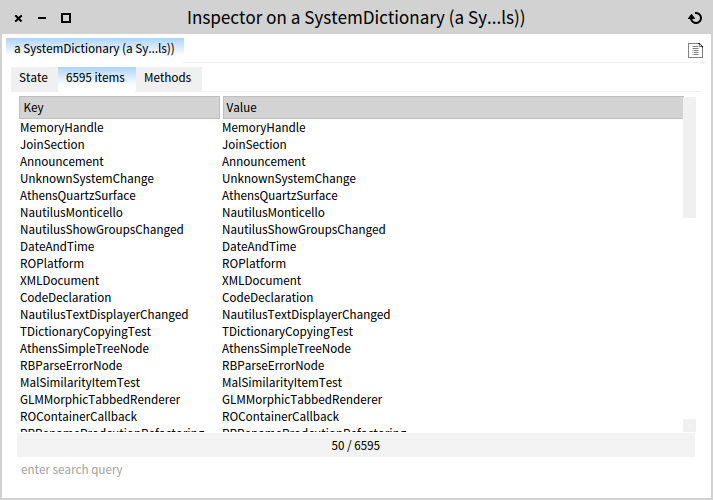 Inspector on a SystemDictionary (a Sy...ls))
a SystemDictionary (a Sy...ls))
State 6595 items Methods
Key Value
MemoryHandle MemoryHandle
JoinSection JoinSection
Announcement Announcement
UnknownSystemChange UnknownSystemChange
AthensQuartzSurface AthensQuartzSurface
NautilusMonticello NautilusMonticello
NautilusShowGroupsChanged NautilusShowGroupsChanged
DateAndTime DateAndTime
ROPlatform ROPlatform
XMLDocument XMLDocument
CodeDeclaration CodeDeclaration
NautilusTextDisplayerChanged NautilusTextDisplayerChanged
TDictionaryCopyingTest TDictionaryCopyingTest
AthensSimpleTreeNode AthensSimpleTreeNode
RBParseErrorNode RBParseErrorNode
MalSimilarityItemTest MalSimilarityItemTest
GLMMorphicTabbedRenderer GLMMorphicTabbedRenderer
ROContainerCallback ROContainerCallback
50 / 6595
enter search query